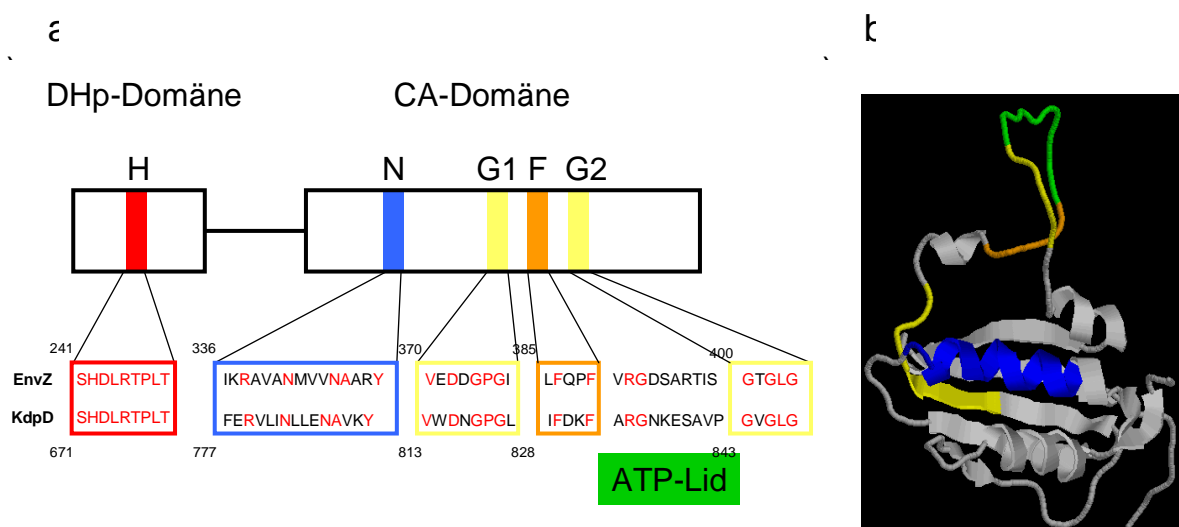 a
b
DHp-Domäne CA-Domäne
H N G1 F G2
241 336 370 385 400
EnvZ SHDLRTPLT IKRAVANMVVNAARY VEDDGPGI LFQPF VRGDSARTIS GTGLG
KdpD SHDLRTPLT FERVLINLLENAVKY VWDNGPGL IFDKF ARGNKESAVP GVGLG
671 777 813 828 843
ATP-Lid